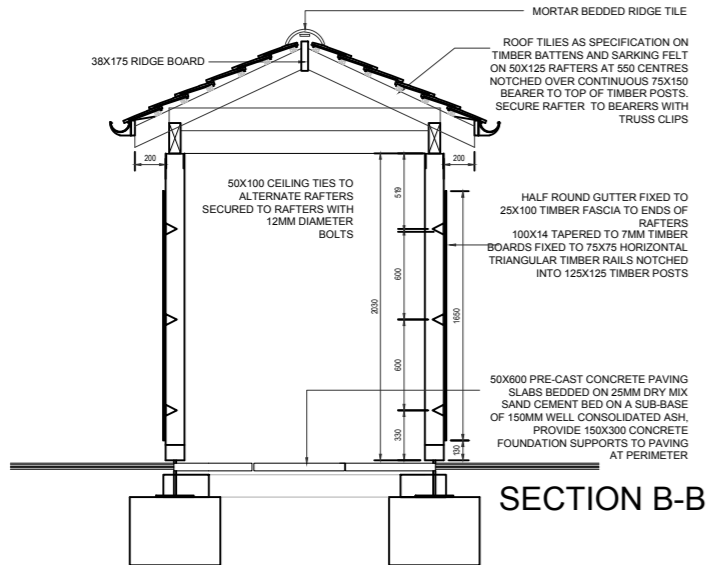 MORTAR BEDDED RIDGE TILE
38X175 RIDGE BOARD
ROOF TILIES AS SPECIFICATION ON
TIMBER BATTENS AND SARKING FELT
ON 50X125 RAFTERS AT 550 CENTRES
NOTCHED OVER CONTINUOUS 75X150
BEARER TO TOP OF TIMBER POSTS.
SECURE RAFTER TO BEARERS WITH
TRUSS CLIPS
200
200
50X100 CEILING TIES TO
ALTERNATE RAFTERS
SECURED TO RAFTERS WITH
12MM DIAMETER
BOLTS
519
600
2030
600
330
1650
130
HALF ROUND GUTTER FIXED TO
25X100 TIMBER FASCIA TO ENDS OF
RAFTERS
100X14 TAPERED TO 7MM TIMBER
BOARDS FIXED TO 75X75 HORIZONTAL
TRIANGULAR TIMBER RAILS NOTCHED
INTO 125X125 TIMBER POSTS
50X600 PRE-CAST CONCRETE PAVING
SLABS BEDDED ON 25MM DRY MIX
SAND CEMENT BED ON A SUB-BASE
OF 150MM WELL CONSOLIDATED ASH,
PROVIDE 150X300 CONCRETE
FOUNDATION SUPPORTS TO PAVING
AT PERIMETER
SECTION B-B